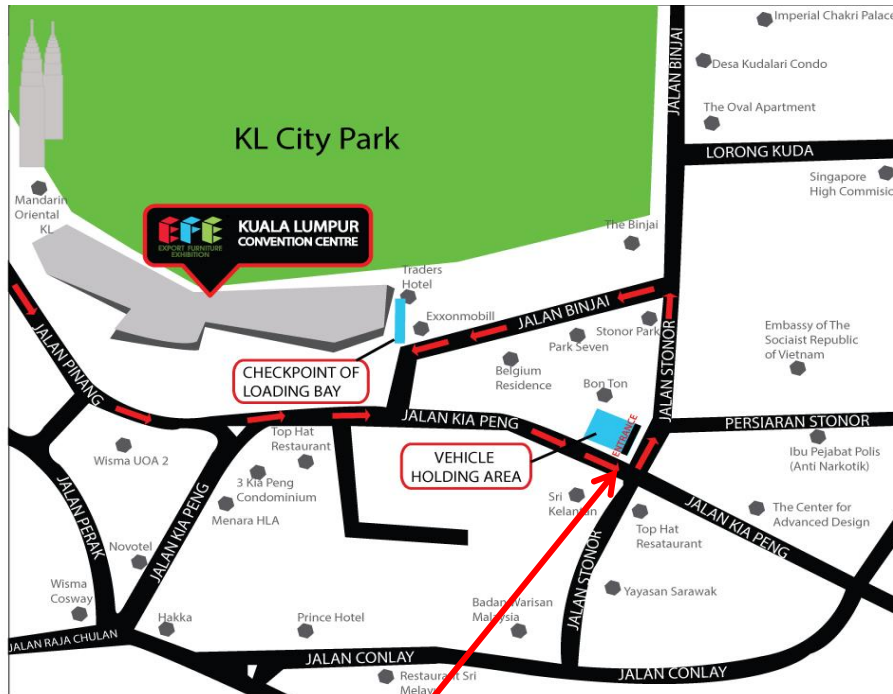 Imperial Chakri Palace
Desa Kudalari Condo
JALAN BINJAI
The Oval Apartment
KL City Park
LORONG KUDA
Mandarin
Oriental
KL
Singapore
High Commisio
EFE
EXPORT FURNITURE
EXHIBITION
KUALA LUMPUR
CONVENTION CENTRE
The Binjai
Traders
Hotel
Exxonmobill
JALAN BINJAI
Stonor Park
Park Seven
Embassy of The
Sociaist Republic
of Vietnam
JALAN PINANG
CHECKPOINT OF
LOADING BAY
Belgium
Residence
Bon Ton
JALAN STONOR
JALAN KIA PENG
ENTRANCE
PERSIARAN STONOR
Top Hat
Restaurant
Wisma UOA 2
VEHICLE
HOLDING AREA
Ibu Pejabat Polis
(Anti Narkotik)
3 Kia Peng
Condominium
Menara HLA
Sri
Kelantan
JALAN KIA PENG
The Center for
Advanced Design
JALAN PERAK
JALAN KIA PENG
Top Hat
Resataurant
Novotel
JALAN STONOR
Wisma
Cosway
Yayasan Sarawak
Hakka
Prince Hotel
Badan Warisan
Malaysia
JALAN RAJA CHULAN
JALAN CONLAY
JALAN CONLAY
Restaurant Sri
Melayu